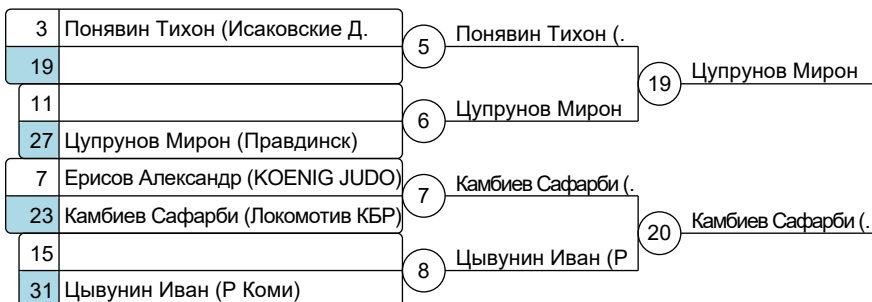 3 Понявин Тихон (Исаковские Д.
5 Понявин Тихон (.
19
19 Цупрунов Мирон
11
6 Цупрунов Мирон
27 Цупрунов Мирон (Правдинск)
7 Ерисов Александр (KOENIG JUDO)
7 Камбиев Сафарби (.
23 Камбиев Сафарби (Локомотив КБР)
20 Камбиев Сафарби (.
15
8 Цывунин Иван (Р
31 Цывунин Иван (Р Коми)